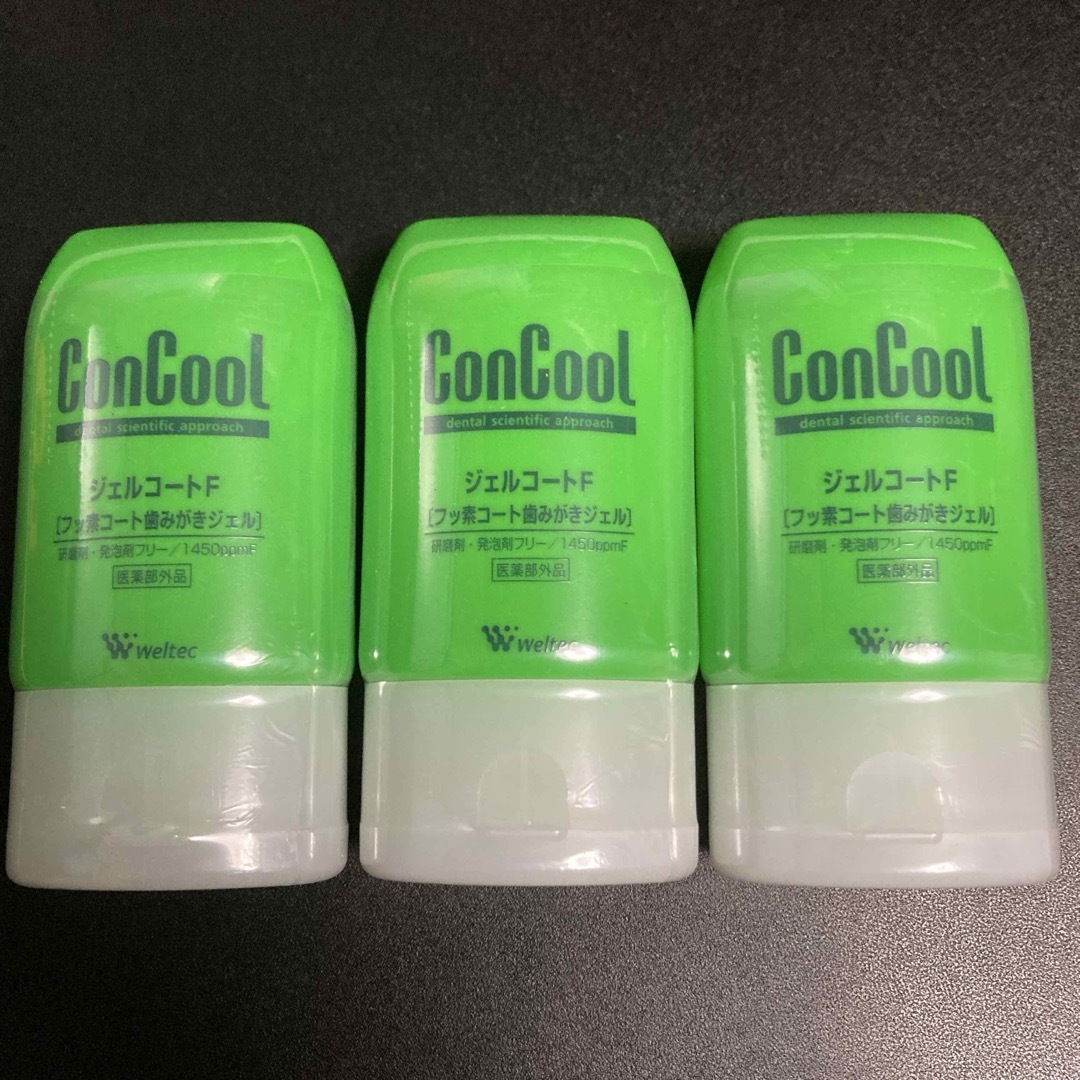 ConCool
dental scientific approach
ジェルコートF
[フッ素コート歯みがきジェル]
研磨剤・発泡剤フリー/1450ppmF
医薬部外品
weltec
ConCool
dental scientific approach
ジェルコートF
[フッ素コート歯みがきジェル]
研磨剤・発泡剤フリー/1450ppmF
医薬部外品
weltec
ConCool
dental scientific approach
ジェルコートF
[フッ素コート歯みがきジェル]
研磨剤・発泡剤フリー/1450ppmF
医薬部外品
weltec